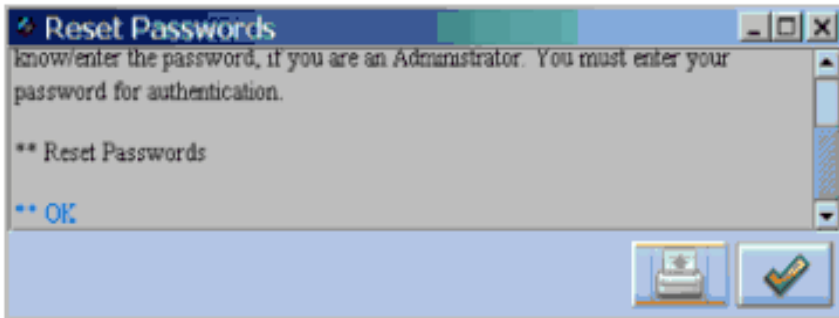 Reset Passwords
know/enter the password, if you are an Administrator. You must enter your
password for authentication.
** Reset Passwords
** OK